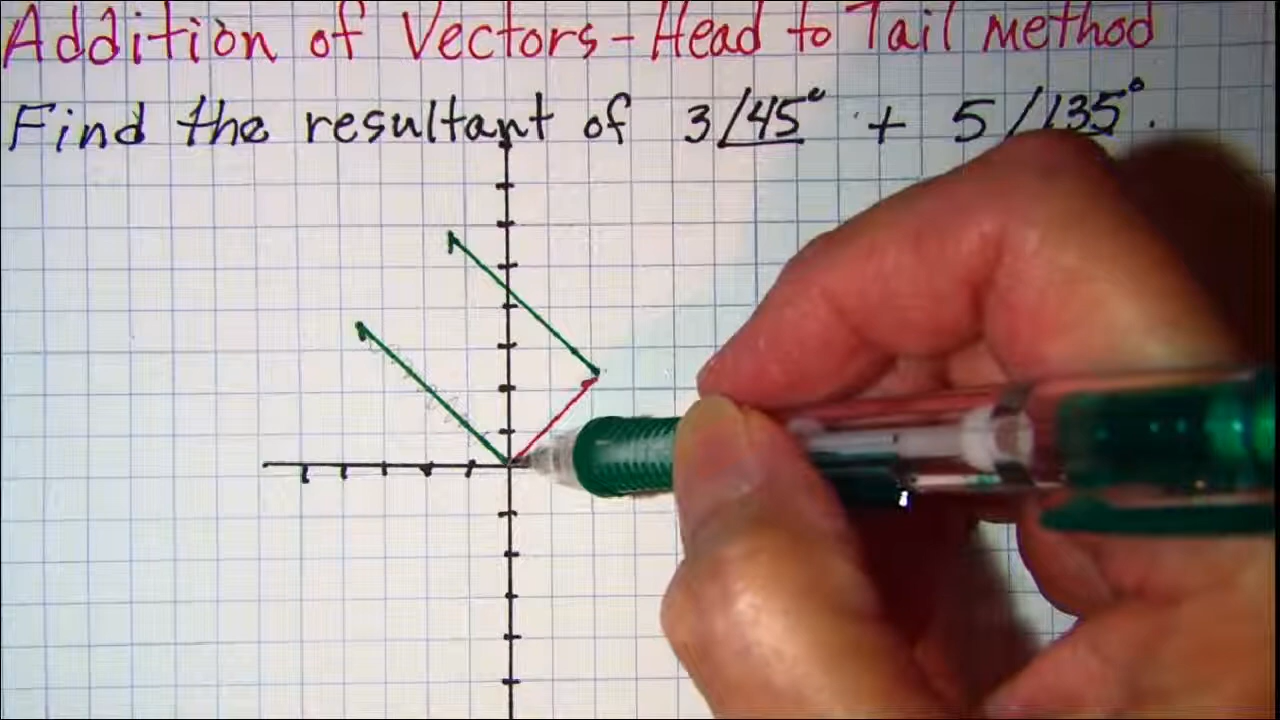 Addition of Vectors - Head to Tail method
Find the resultant of 3/45° + 5/135°.